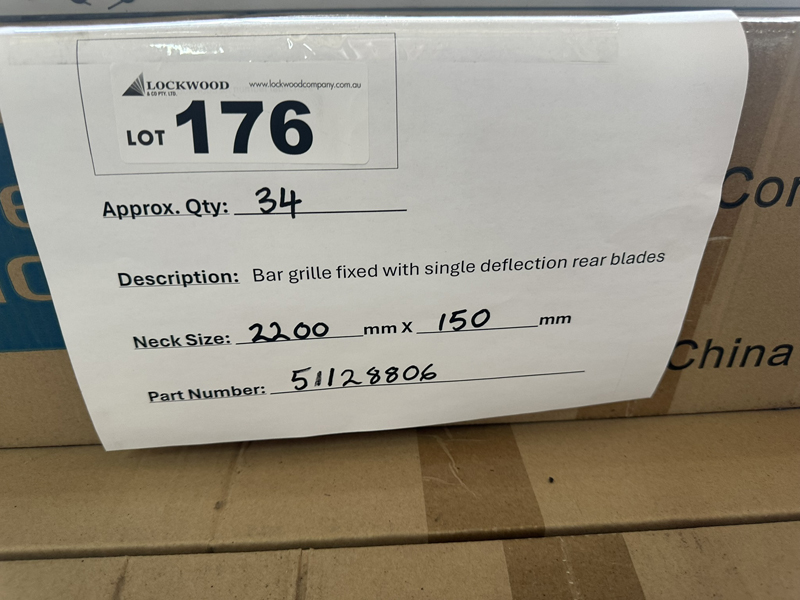 LOCKWOOD www.lockwoodcompany.com.au
& CO PTY. LTD.
LOT 176
Approx. Qty: 34
Description: Bar grille fixed with single deflection rear blades
Neck Size: 2200 mm X 150 mm
Part Number: 51128806
China